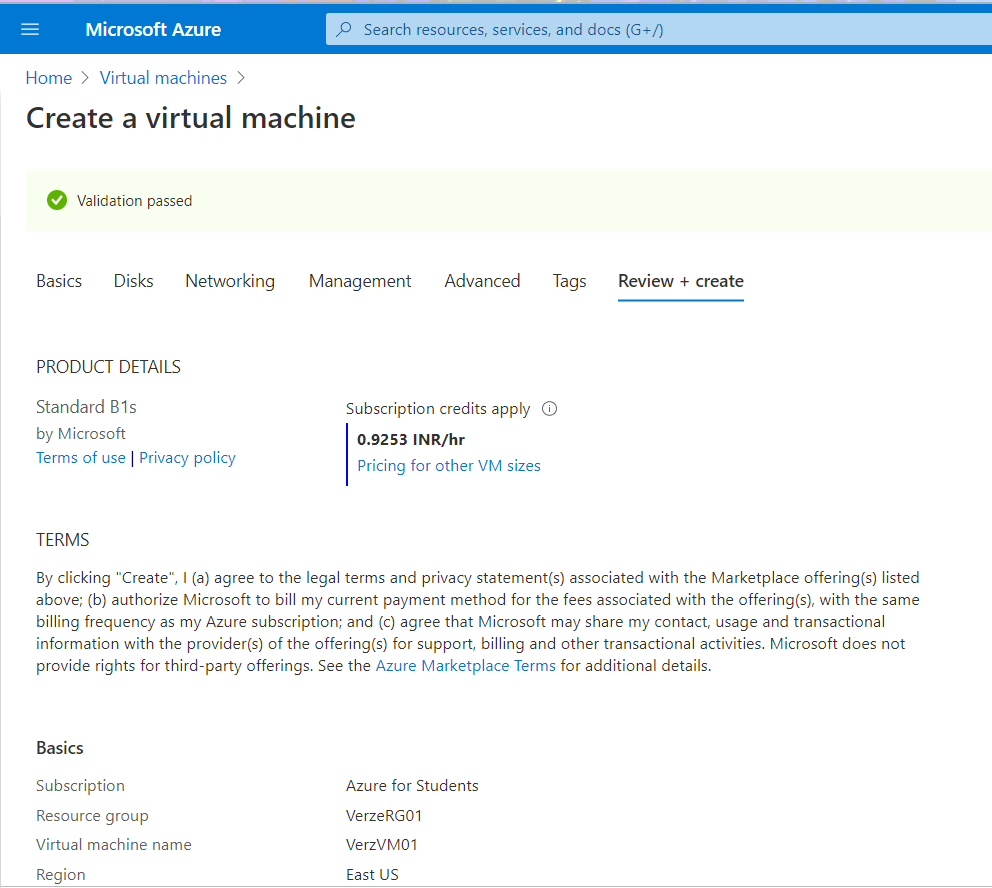 Microsoft Azure
Search resources, services, and docs (G+/)
Home > Virtual machines >
Create a virtual machine
Validation passed
Basics Disks Networking Management Advanced Tags Review + create
PRODUCT DETAILS
Standard B1s
by Microsoft
Terms of use | Privacy policy
Subscription credits apply
0.9253 INR/hr
Pricing for other VM sizes
TERMS
By clicking "Create", I (a) agree to the legal terms and privacy statement(s) associated with the Marketplace offering(s) listed
above; (b) authorize Microsoft to bill my current payment method for the fees associated with the offering(s), with the same
billing frequency as my Azure subscription; and (c) agree that Microsoft may share my contact, usage and transactional
information with the provider(s) of the offering(s) for support, billing and other transactional activities. Microsoft does not
provide rights for third-party offerings. See the Azure Marketplace Terms for additional details.
Basics
Subscription Azure for Students
Resource group VerzeRG01
Virtual machine name VerzVM01
Region East US